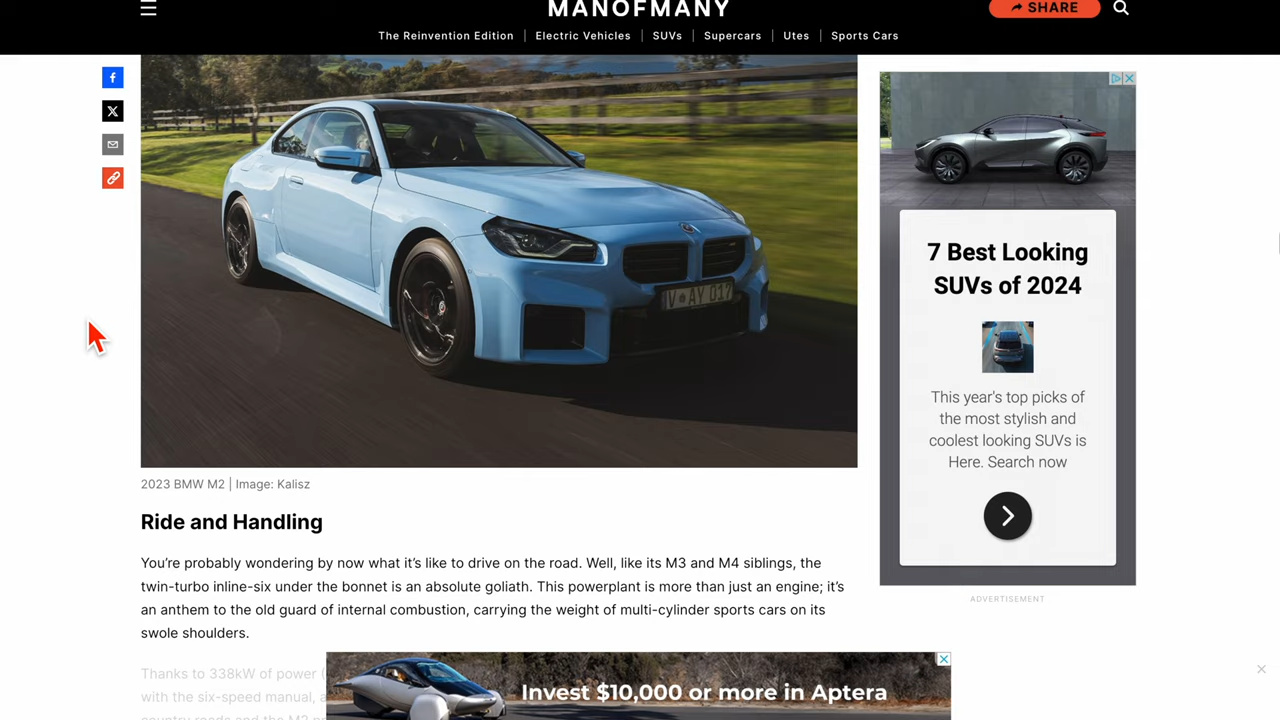 MANOFMANY
SHARE
The Reinvention Edition
Electric Vehicles
SUVs
Supercars
Utes
Sports Cars
2023 BMW M2 | Image: Kalisz
Ride and Handling
You’re probably wondering by now what it’s like to drive on the road. Well, like its M3 and M4 siblings, the
twin-turbo inline-six under the bonnet is an absolute goliath. This powerplant is more than just an engine; it’s
an anthem to the old guard of internal combustion, carrying the weight of multi-cylinder sports cars on its
swole shoulders.
Thanks to 338kW of power (
with the six-speed manual, a
country roads and the M2
7 Best Looking
SUVs of 2024
This year's top picks of
the most stylish and
coolest looking SUVs is
Here. Search now
ADVERTISEMENT
Invest $10,000 or more in Aptera